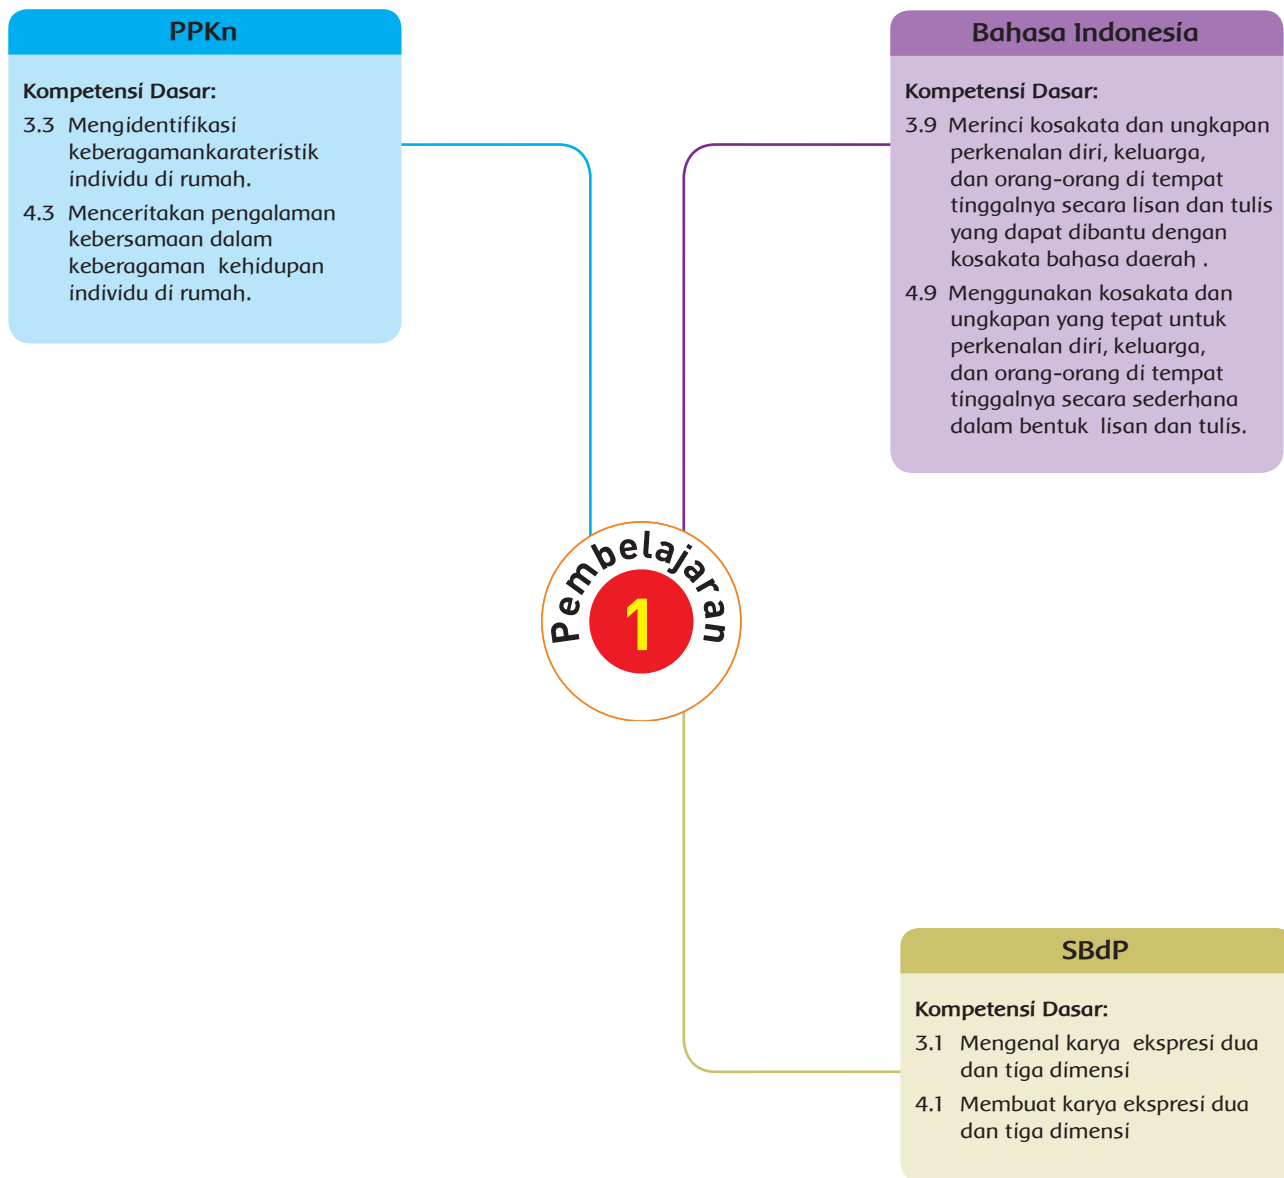 PPKn
Kompetensi Dasar:
3.3 Mengidentifikasi
keberagamankarateristik
individu di rumah.
4.3 Menceritakan pengalaman
kebersamaan dalam
keberagaman kehidupan
individu di rumah.
Bahasa Indonesia
Kompetensi Dasar:
3.9 Merinci kosakata dan ungkapan
perkenalan diri, keluarga,
dan orang-orang di tempat
tinggalnya secara lisan dan tulis
yang dapat dibantu dengan
kosakata bahasa daerah .
4.9 Menggunakan kosakata dan
ungkapan yang tepat untuk
perkenalan diri, keluarga,
dan orang-orang di tempat
tinggalnya secara sederhana
dalam bentuk lisan dan tulis.
Pembelajaran
1
SBdP
Kompetensi Dasar:
3.1 Mengenal karya ekspresi dua
dan tiga dimensi
4.1 Membuat karya ekspresi dua
dan tiga dimensi